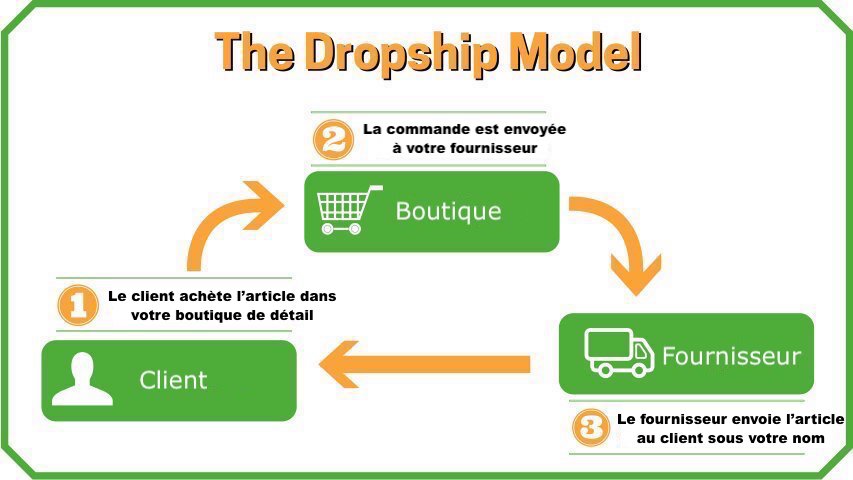 The Dropship Model
2
La commande est envoyée
à votre fournisseur
Boutique
1
Le client achète l’article dans
votre boutique de détail
Client
Fournisseur
3
Le fournisseur envoie l’article
au client sous votre nom